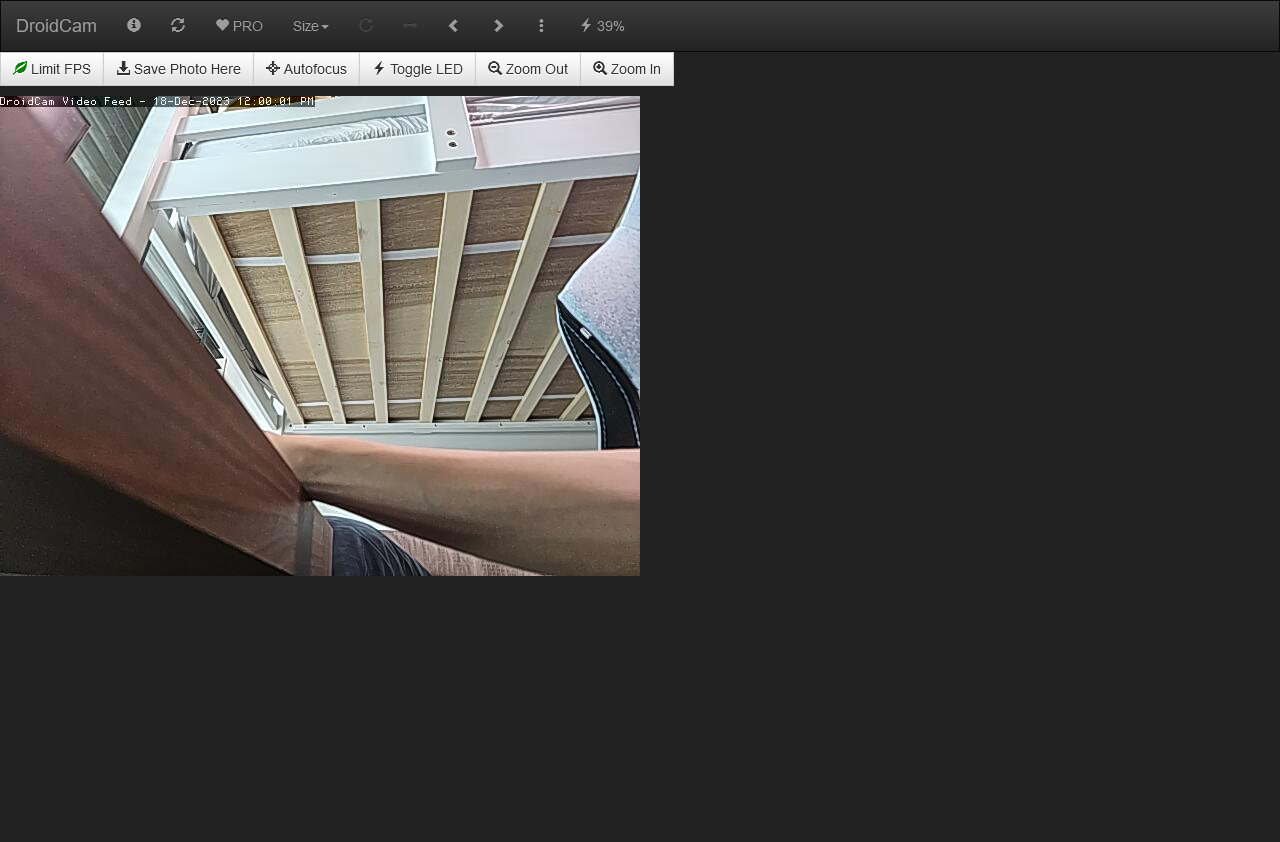 DroidCam PRO Size 39%
Limit FPS Save Photo Here Autofocus Toggle LED Zoom Out Zoom In
DroidCam Video Feed - 18-Dec-2023 12:00:01 PM